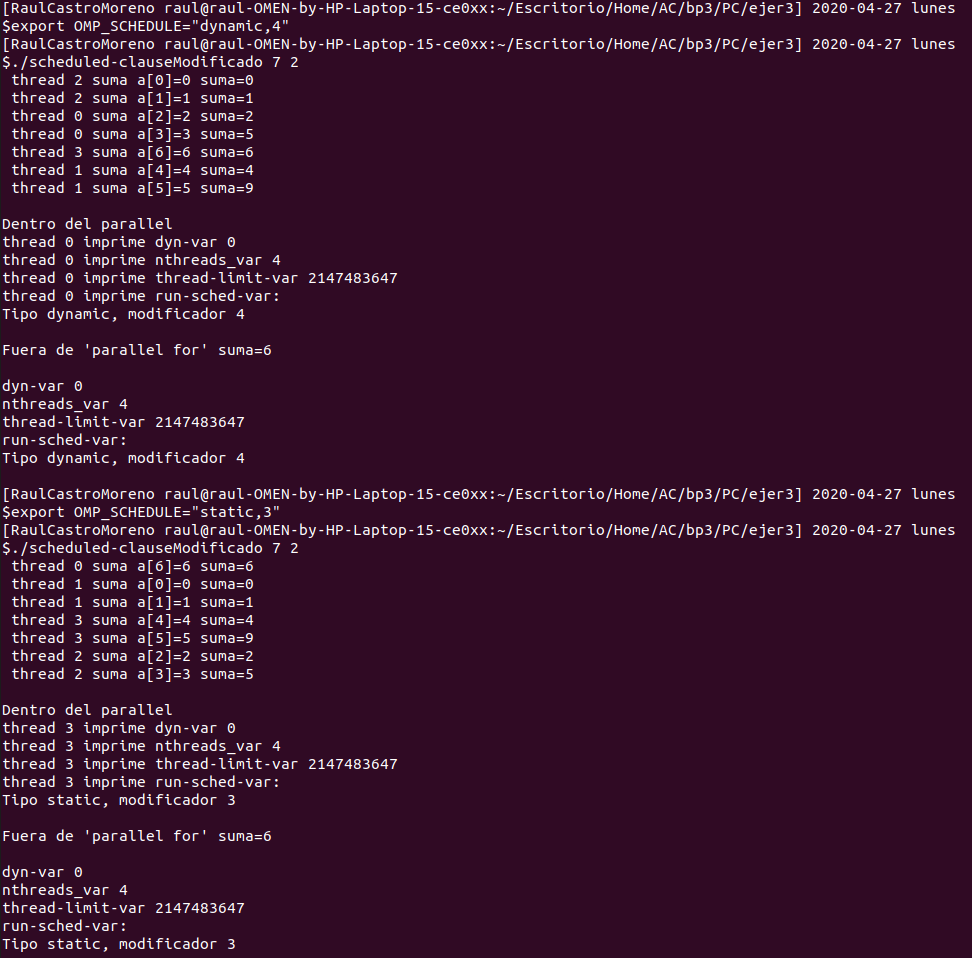 [RaulCastroMoreno raul@raul-OMEN-by-HP-Laptop-15-ce0xx:~/Escritorio/Home/AC/bp3/PC/ejer3] 2020-04-27 lunes
$export OMP_SCHEDULE="dynamic,4"
[RaulCastroMoreno raul@raul-OMEN-by-HP-Laptop-15-ce0xx:~/Escritorio/Home/AC/bp3/PC/ejer3] 2020-04-27 lunes
$./scheduled-clauseModificado 7 2
 thread 2 suma a[0]=0 suma=0
 thread 2 suma a[1]=1 suma=1
 thread 0 suma a[2]=2 suma=2
 thread 0 suma a[3]=3 suma=5
 thread 3 suma a[6]=6 suma=6
 thread 1 suma a[4]=4 suma=4
 thread 1 suma a[5]=5 suma=9

Dentro del parallel
thread 0 imprime dyn-var 0
thread 0 imprime nthreads_var 4
thread 0 imprime thread-limit-var 2147483647
thread 0 imprime run-sched-var:
Tipo dynamic, modificador 4

Fuera de 'parallel for' suma=6

dyn-var 0
nthreads_var 4
thread-limit-var 2147483647
run-sched-var:
Tipo dynamic, modificador 4

[RaulCastroMoreno raul@raul-OMEN-by-HP-Laptop-15-ce0xx:~/Escritorio/Home/AC/bp3/PC/ejer3] 2020-04-27 lunes
$export OMP_SCHEDULE="static,3"
[RaulCastroMoreno raul@raul-OMEN-by-HP-Laptop-15-ce0xx:~/Escritorio/Home/AC/bp3/PC/ejer3] 2020-04-27 lunes
$./scheduled-clauseModificado 7 2
 thread 0 suma a[6]=6 suma=6
 thread 1 suma a[0]=0 suma=0
 thread 1 suma a[1]=1 suma=1
 thread 3 suma a[4]=4 suma=4
 thread 3 suma a[5]=5 suma=9
 thread 2 suma a[2]=2 suma=2
 thread 2 suma a[3]=3 suma=5

Dentro del parallel
thread 3 imprime dyn-var 0
thread 3 imprime nthreads_var 4
thread 3 imprime thread-limit-var 2147483647
thread 3 imprime run-sched-var:
Tipo static, modificador 3

Fuera de 'parallel for' suma=6

dyn-var 0
nthreads_var 4
thread-limit-var 2147483647
run-sched-var:
Tipo static, modificador 3